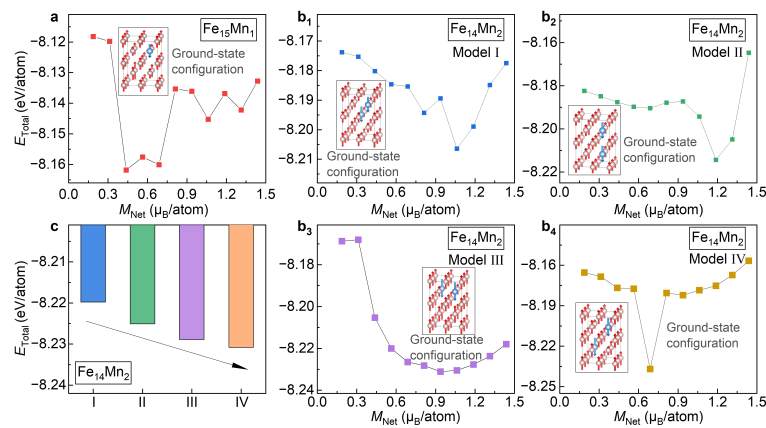 a
Fe15Mn1
Ground-state
configuration
ETotal (eV/atom)
−8.12
−8.13
−8.14
−8.15
−8.16
0.0 0.3 0.6 0.9 1.2 1.5
MNet (μB/atom)
b1
Fe14Mn2
Model I
Ground-state
configuration
−8.17
−8.18
−8.19
−8.20
−8.21
0.0 0.3 0.6 0.9 1.2 1.5
MNet (μB/atom)
b2
Fe14Mn2
Model II
Ground-state
configuration
−8.16
−8.18
−8.20
−8.22
0.0 0.3 0.6 0.9 1.2 1.5
MNet (μB/atom)
c
ETotal (eV/atom)
−8.21
−8.22
−8.23
−8.24
Fe14Mn2
I II III IV
b3
Fe14Mn2
Model III
Ground-state
configuration
−8.16
−8.18
−8.20
−8.22
−8.24
0.0 0.3 0.6 0.9 1.2 1.5
MNet (μB/atom)
b4
Fe14Mn2
Model IV
Ground-state
configuration
−8.16
−8.19
−8.22
−8.25
0.0 0.3 0.6 0.9 1.2 1.5
MNet (μB/atom)